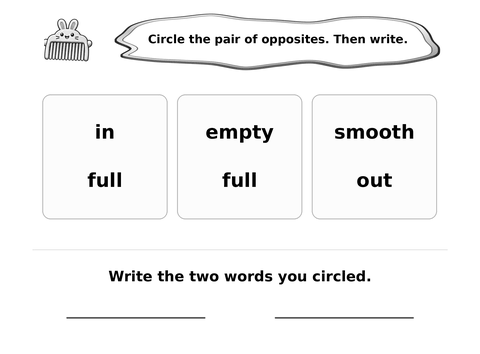 Circle the pair of opposites. Then write.
in
full
empty
full
smooth
out
Write the two words you circled.